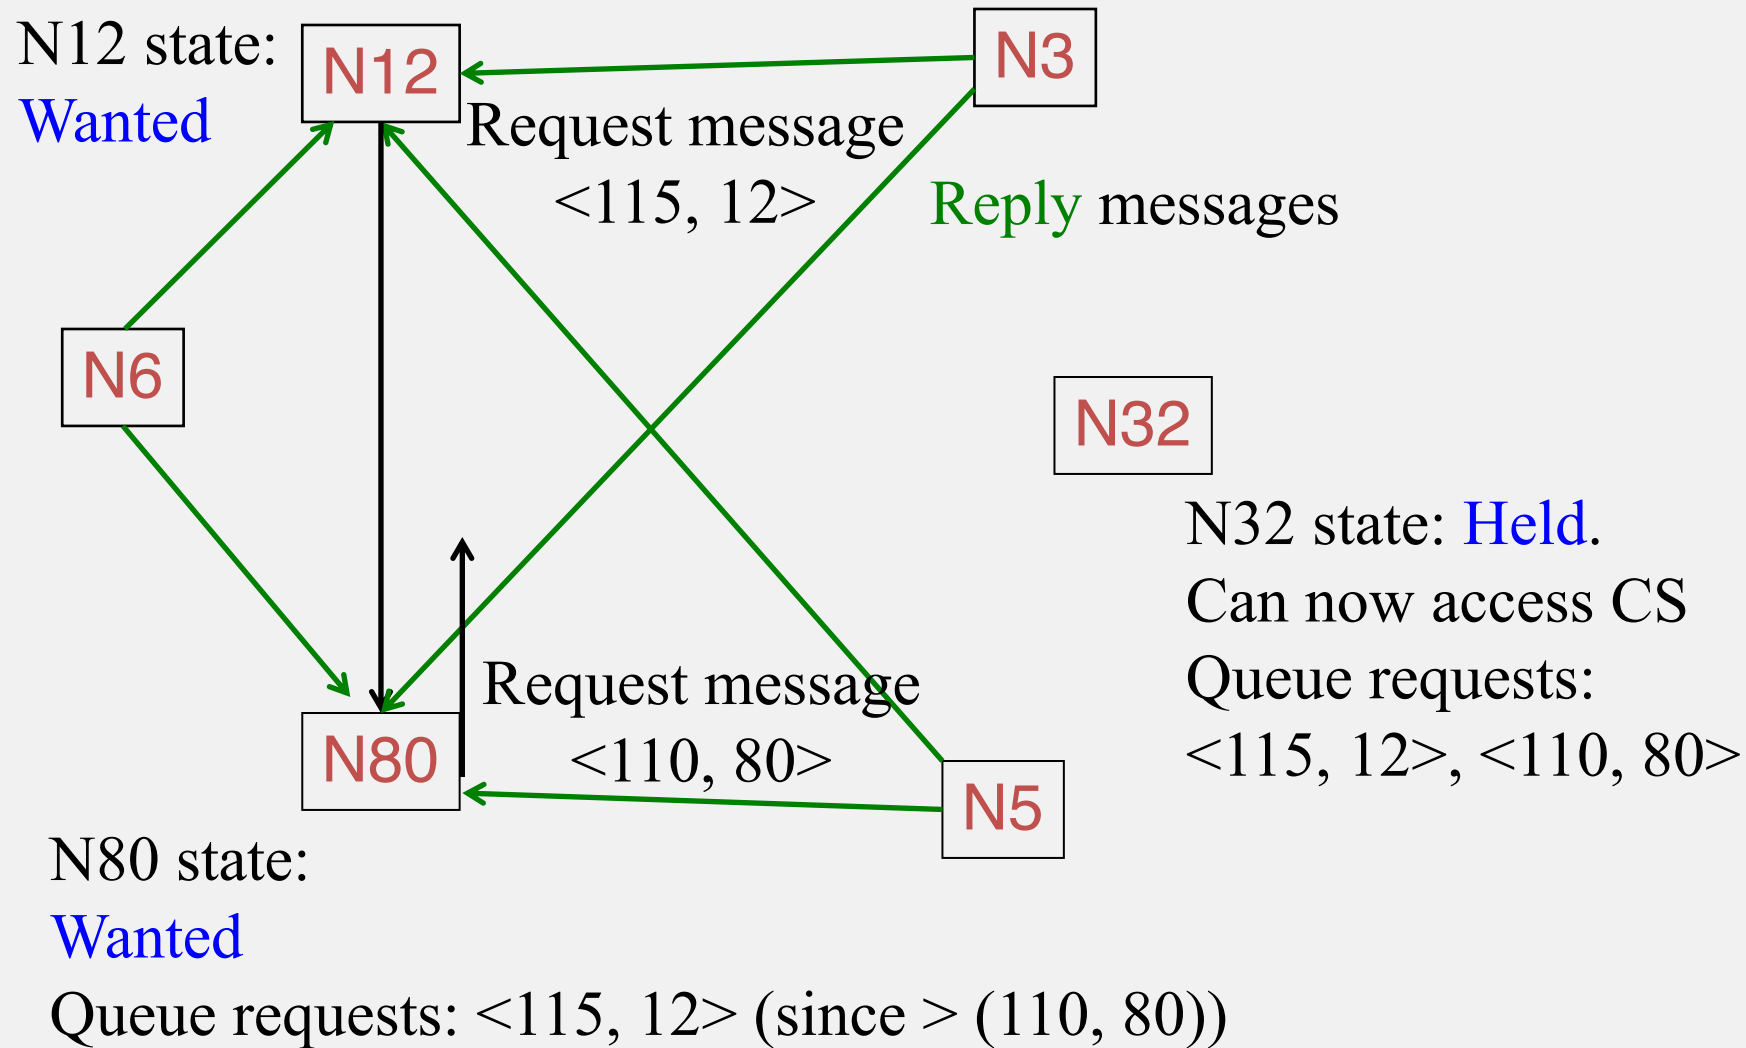 N12 state:
Wanted
N12
N3
Request message
<115, 12>
Reply messages
N6
N32
N32 state: Held.
Can now access CS
Queue requests:
<115, 12>, <110, 80>
Request message
<110, 80>
N80
N5
N80 state:
Wanted
Queue requests: <115, 12> (since > (110, 80))